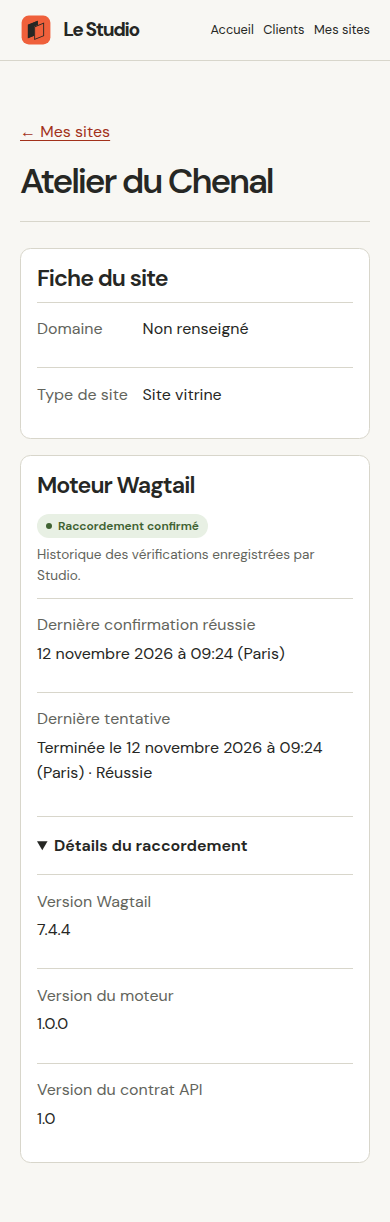 Le Studio
Accueil Clients Mes sites
← Mes sites
Atelier du Chenal
Fiche du site
Domaine Non renseigné
Type de site Site vitrine
Moteur Wagtail
Raccordement confirmé
Historique des vérifications enregistrées par
Studio.
Dernière confirmation réussie
12 novembre 2026 à 09:24 (Paris)
Dernière tentative
Terminée le 12 novembre 2026 à 09:24
(Paris) · Réussie
▼ Détails du raccordement
Version Wagtail
7.4.4
Version du moteur
1.0.0
Version du contrat API
1.0